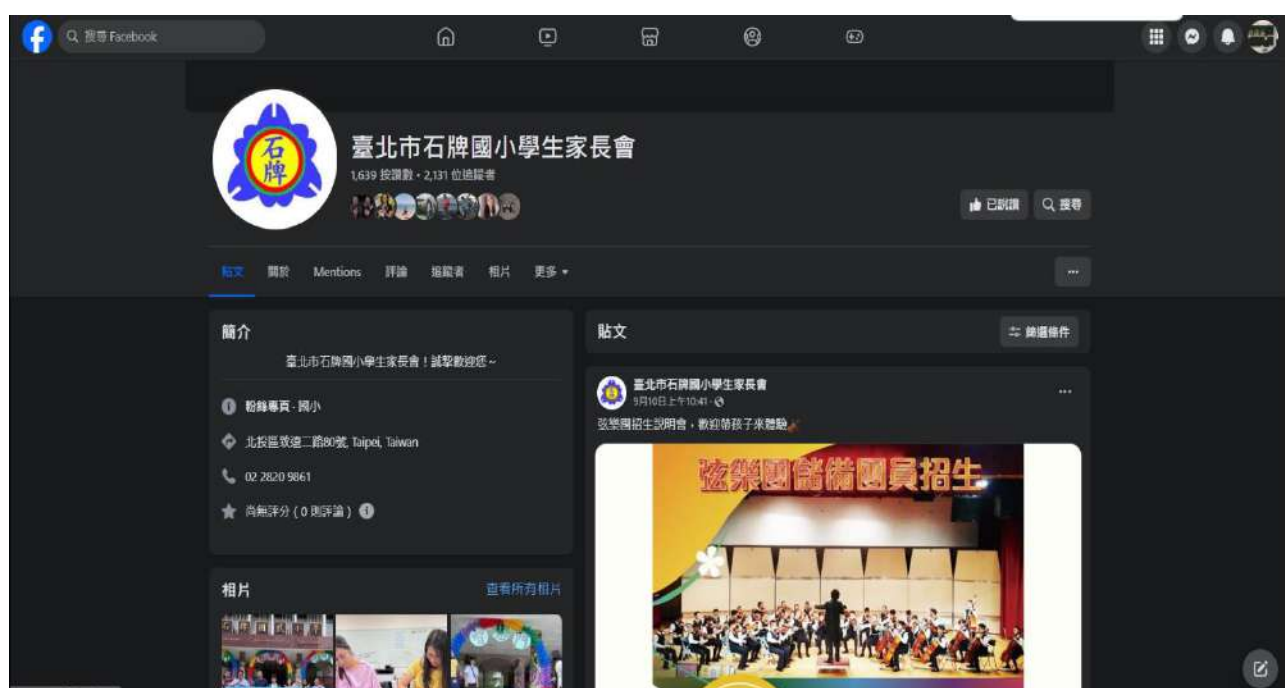 搜尋 Facebook
石牌
臺北市石牌國小學生家長會
1,639 按讚數・2,131 位追蹤者
已說讚
搜尋
貼文 關於 Mentions 評論 追蹤者 相片 更多
簡介
臺北市石牌國小學生家長會！誠摯歡迎您~
粉絲專頁・國小
北投區致遠二路80號, Taipei, Taiwan
02 2820 9861
尚無評分 ( 0 則評論 )
相片
查看所有相片
貼文
篩選條件
臺北市石牌國小學生家長會
9月10日上午10:41
弦樂團招生說明會，歡迎帶孩子來體驗
弦樂團儲備團員招生